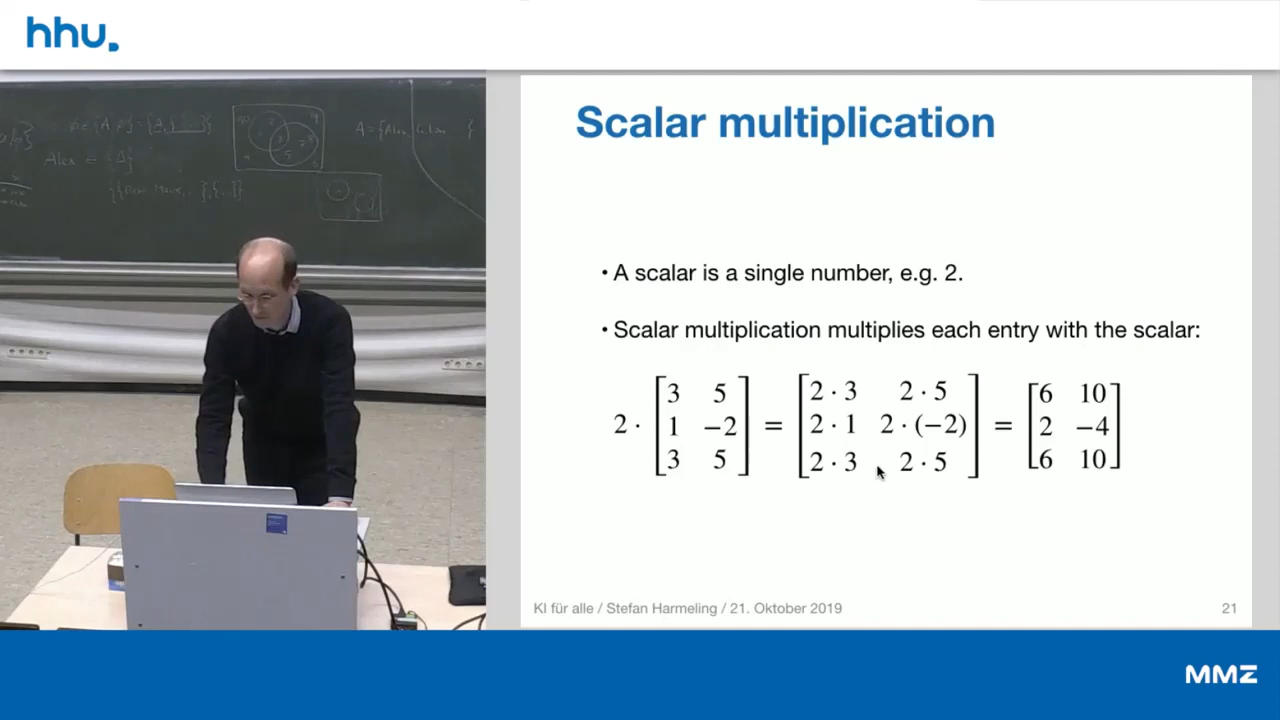 hhu.
Scalar multiplication
• A scalar is a single number, e.g. 2.
• Scalar multiplication multiplies each entry with the scalar:
2 · [3 5; 1 −2; 3 5] = [2 · 3 2 · 5; 2 · 1 2 · (−2); 2 · 3 2 · 5] = [6 10; 2 −4; 6 10]
KI für alle / Stefan Harmeling / 21. Oktober 2019
21
MMZ
Alex ∈
A = {Alex,